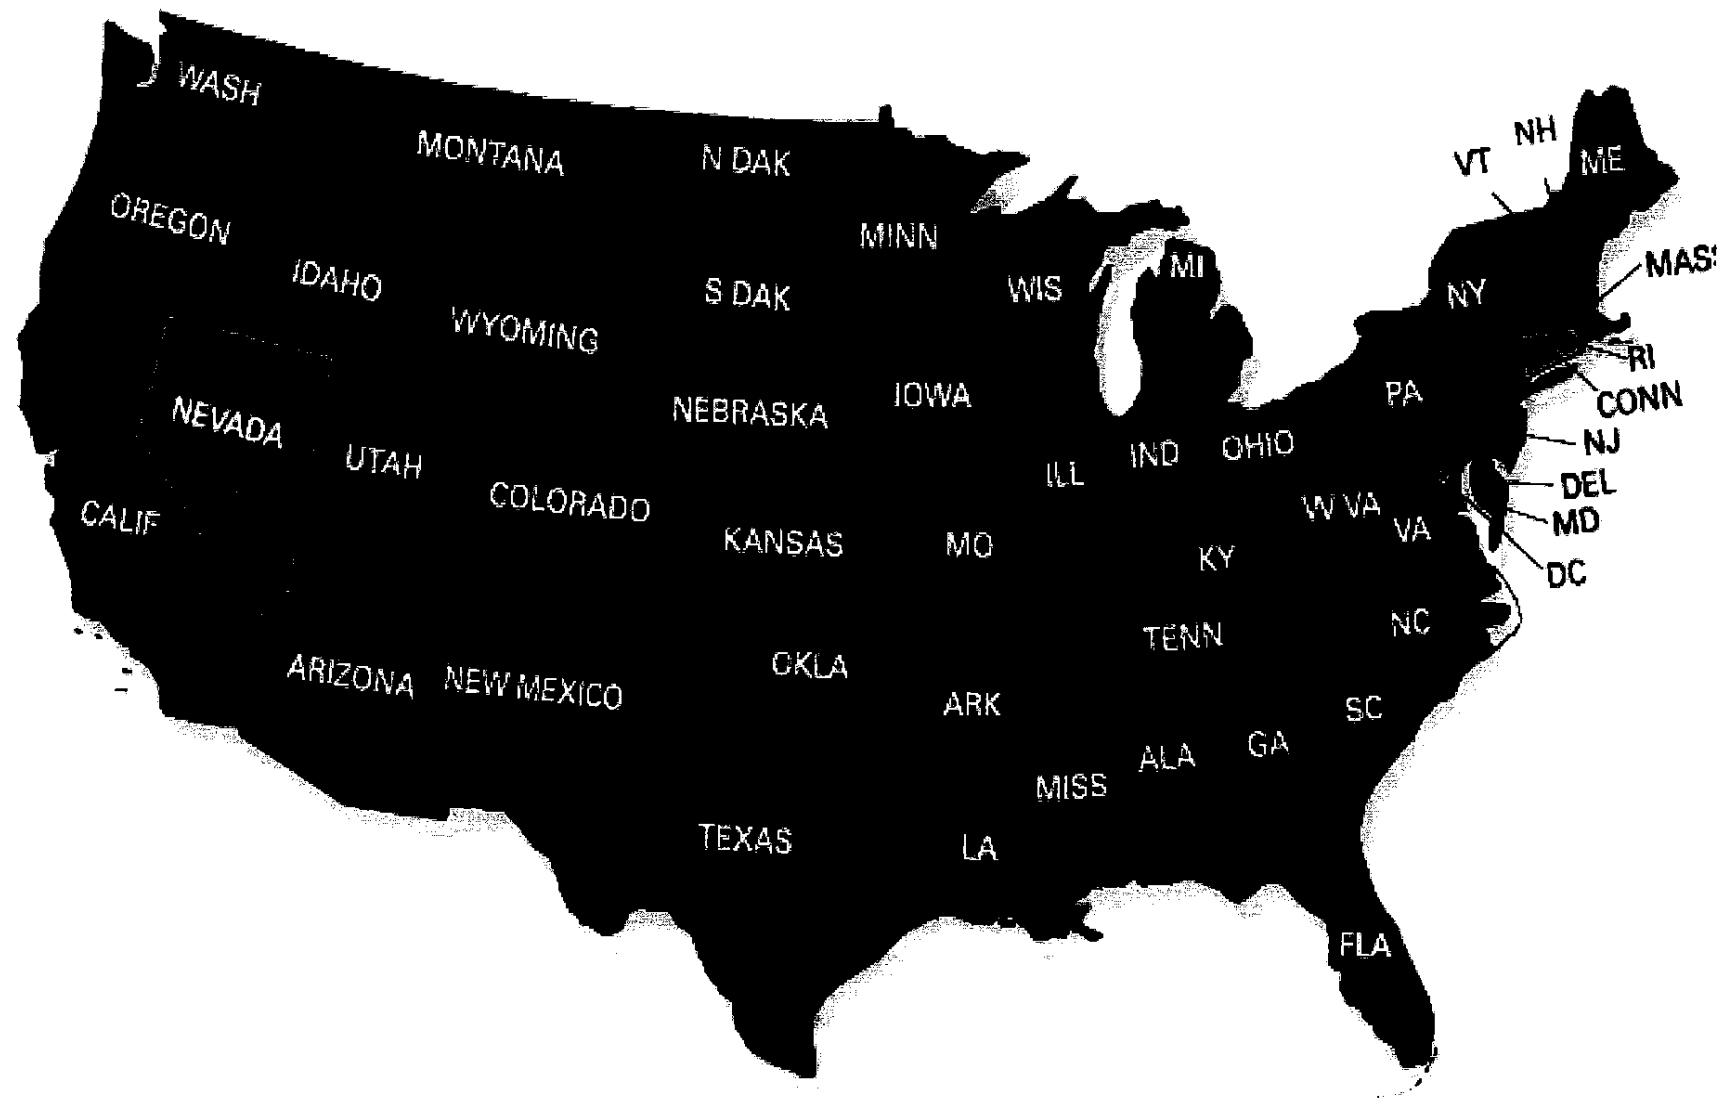 WASH
MONTANA
N DAK
NH
VT
ME
OREGON
MINN
IDAHO
WIS
MI
S DAK
NY
MASS
WYOMING
RI
NEBRASKA
IOWA
PA
CONN
NEVADA
UTAH
IND
OHIO
NJ
ILL
DEL
COLORADO
W VA
CALIF
VA
MD
KANSAS
MO
KY
DC
NC
TENN
ARIZONA
NEW MEXICO
OKLA
ARK
SC
ALA
GA
MISS
TEXAS
LA
FLA